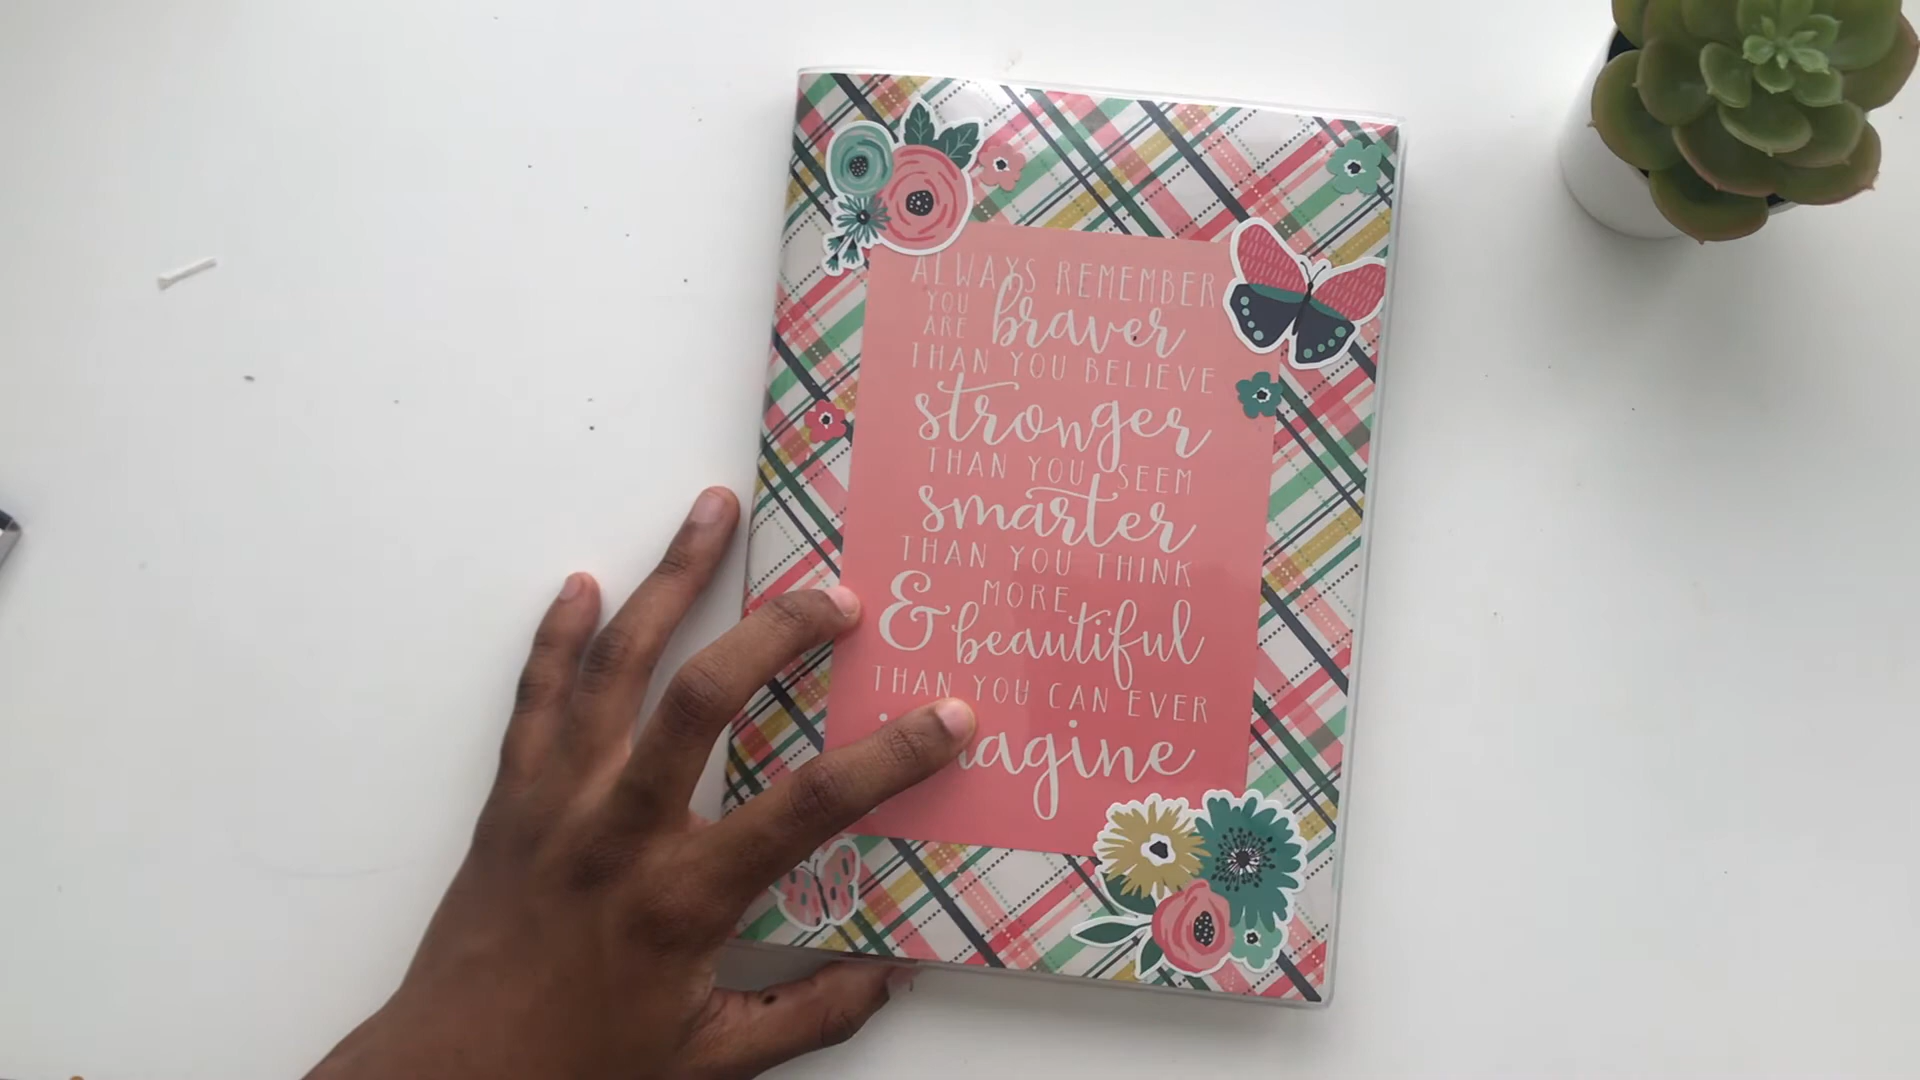 ALWAYS REMEMBER
YOU
ARE braver
THAN YOU BELIEVE
stronger
THAN YOU SEEM
smarter
THAN YOU THINK
MORE
& beautiful
THAN YOU CAN EVER
imagine